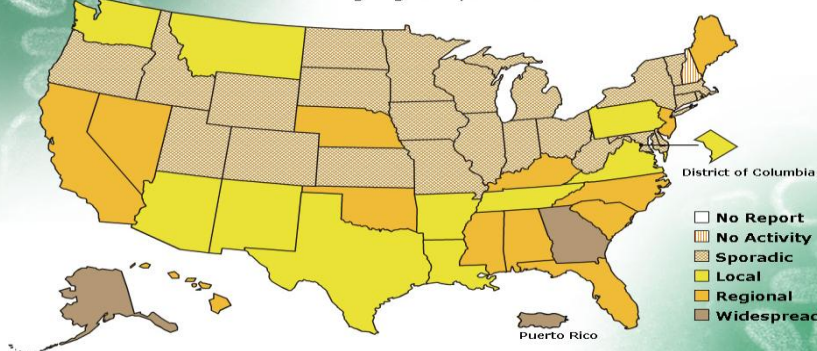 District of Columbia
No Report
No Activity
Sporadic
Local
Regional
Widespread
Puerto Rico